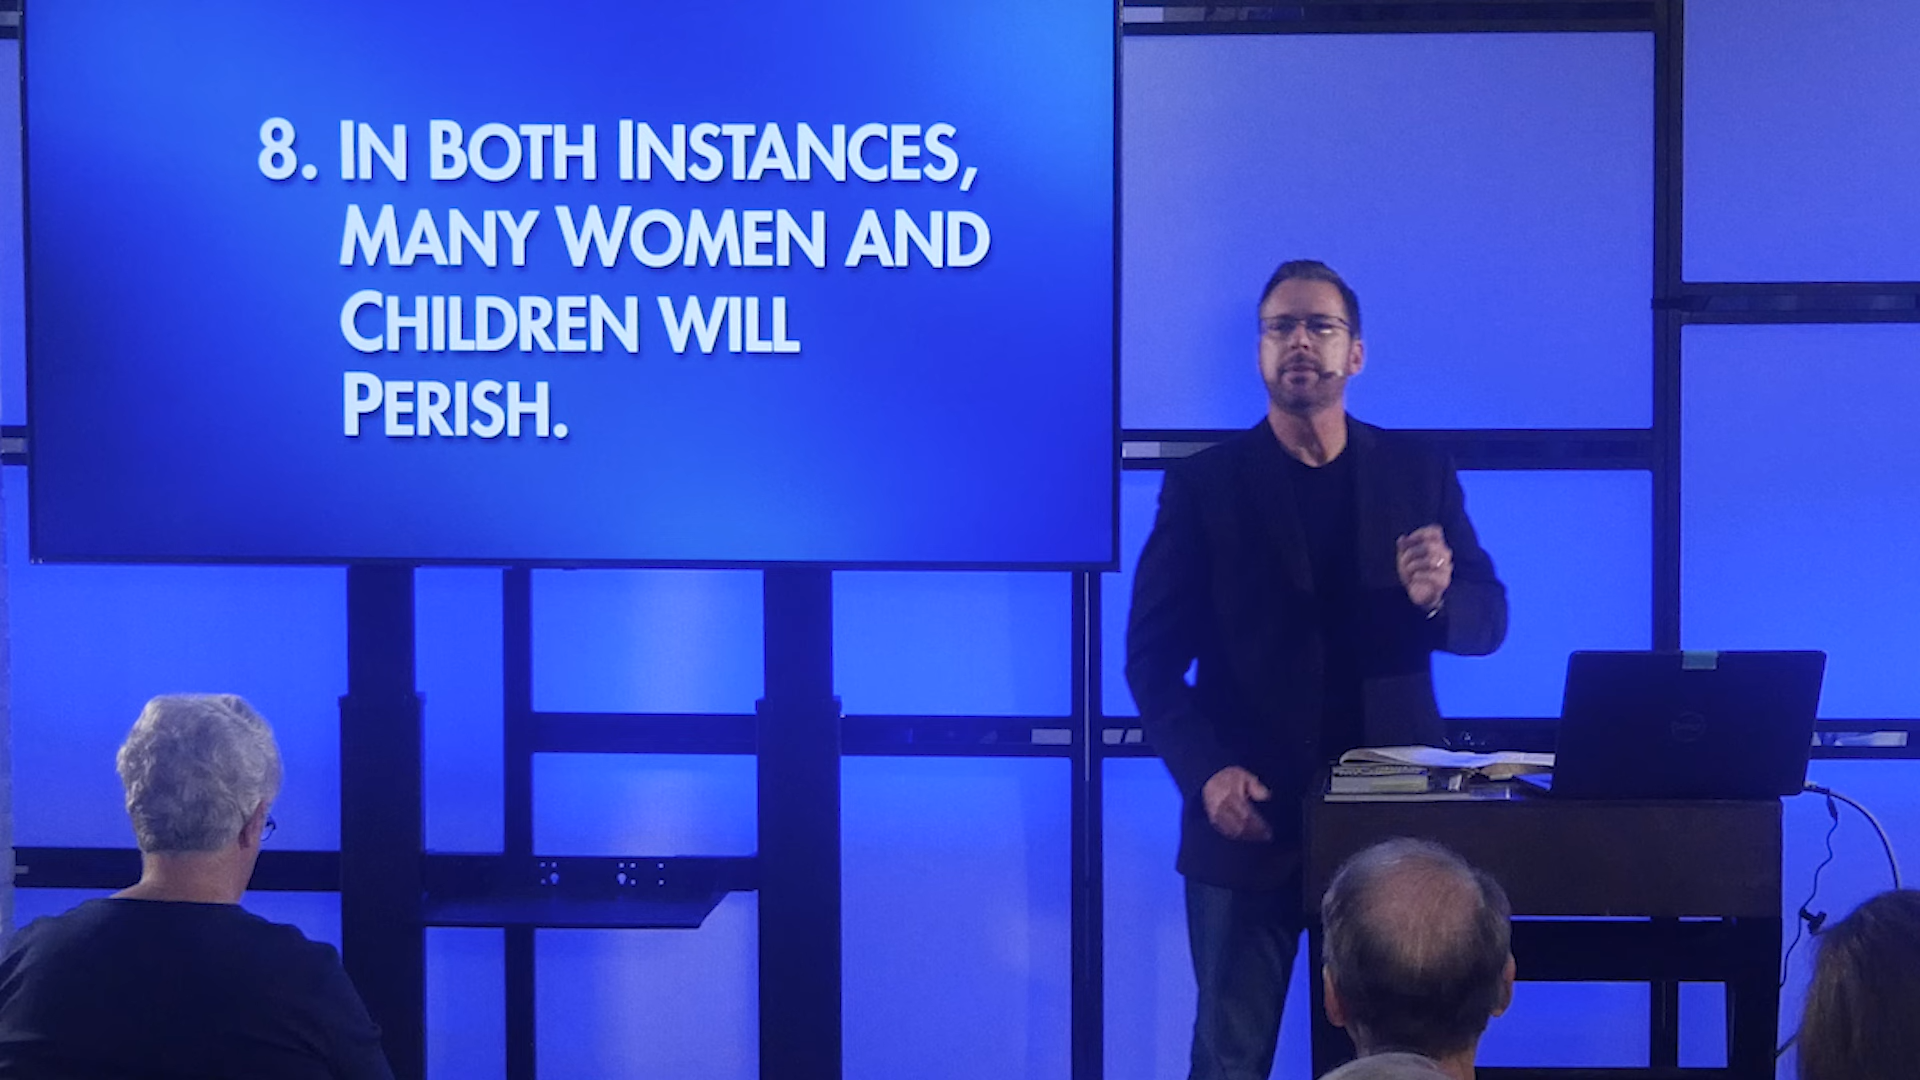 8. In Both Instances,
Many Women and
Children will
Perish.